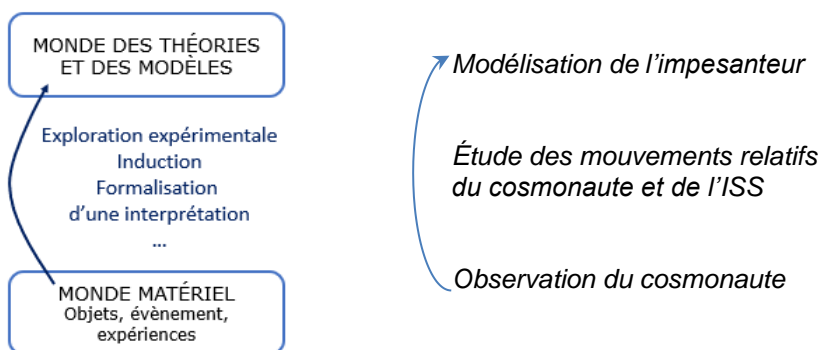 MONDE DES THÉORIES
ET DES MODÈLES
Exploration expérimentale
Induction
Formalisation
d'une interprétation
...
MONDE MATÉRIEL
Objets, évènement,
expériences
Modélisation de l'impesanteur
Étude des mouvements relatifs
du cosmonaute et de l'ISS
Observation du cosmonaute